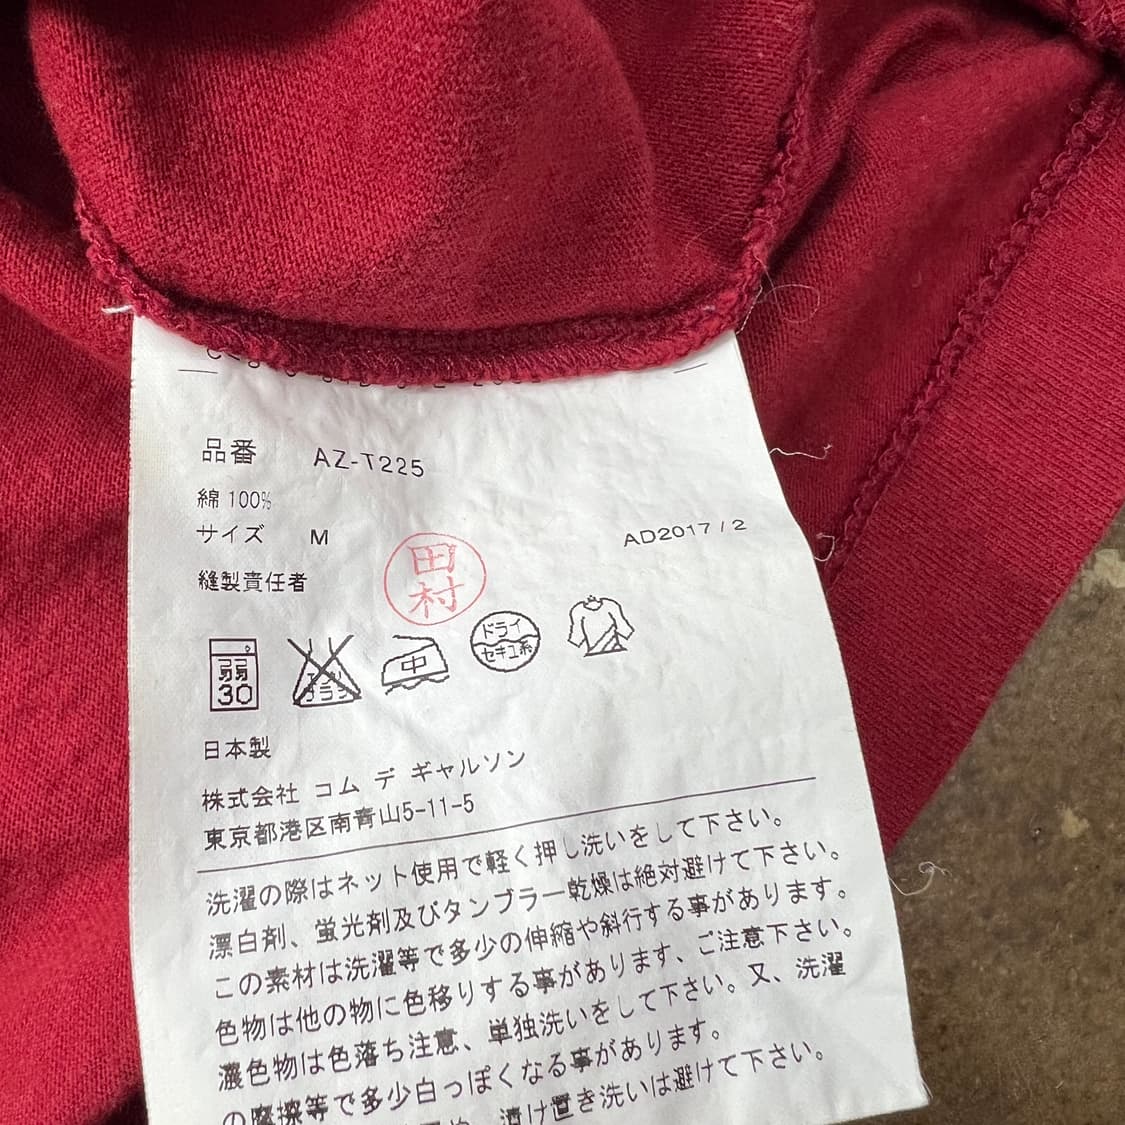 品番 AZ-T225
綿 100%
サイズ M AD2017 / 2
縫製責任者 田村
弱 30
中
ドライ
セキユ系
日本製
株式会社 コム デ ギャルソン
東京都港区南青山5-11-5
洗濯の際はネット使用で軽く押し洗いをして下さい。
漂白剤、蛍光剤及びタンブラー乾燥は絶対避けて下さい。
この素材は洗濯等で多少の伸縮や斜行する事があります。
色物は他の物に色移りする事があります、ご注意下さい。
濃色物は色落ち注意、単独洗いをして下さい。又、洗濯
の摩擦等で多少白っぽくなる事があります。
漬け置き洗いは避けて下さい。